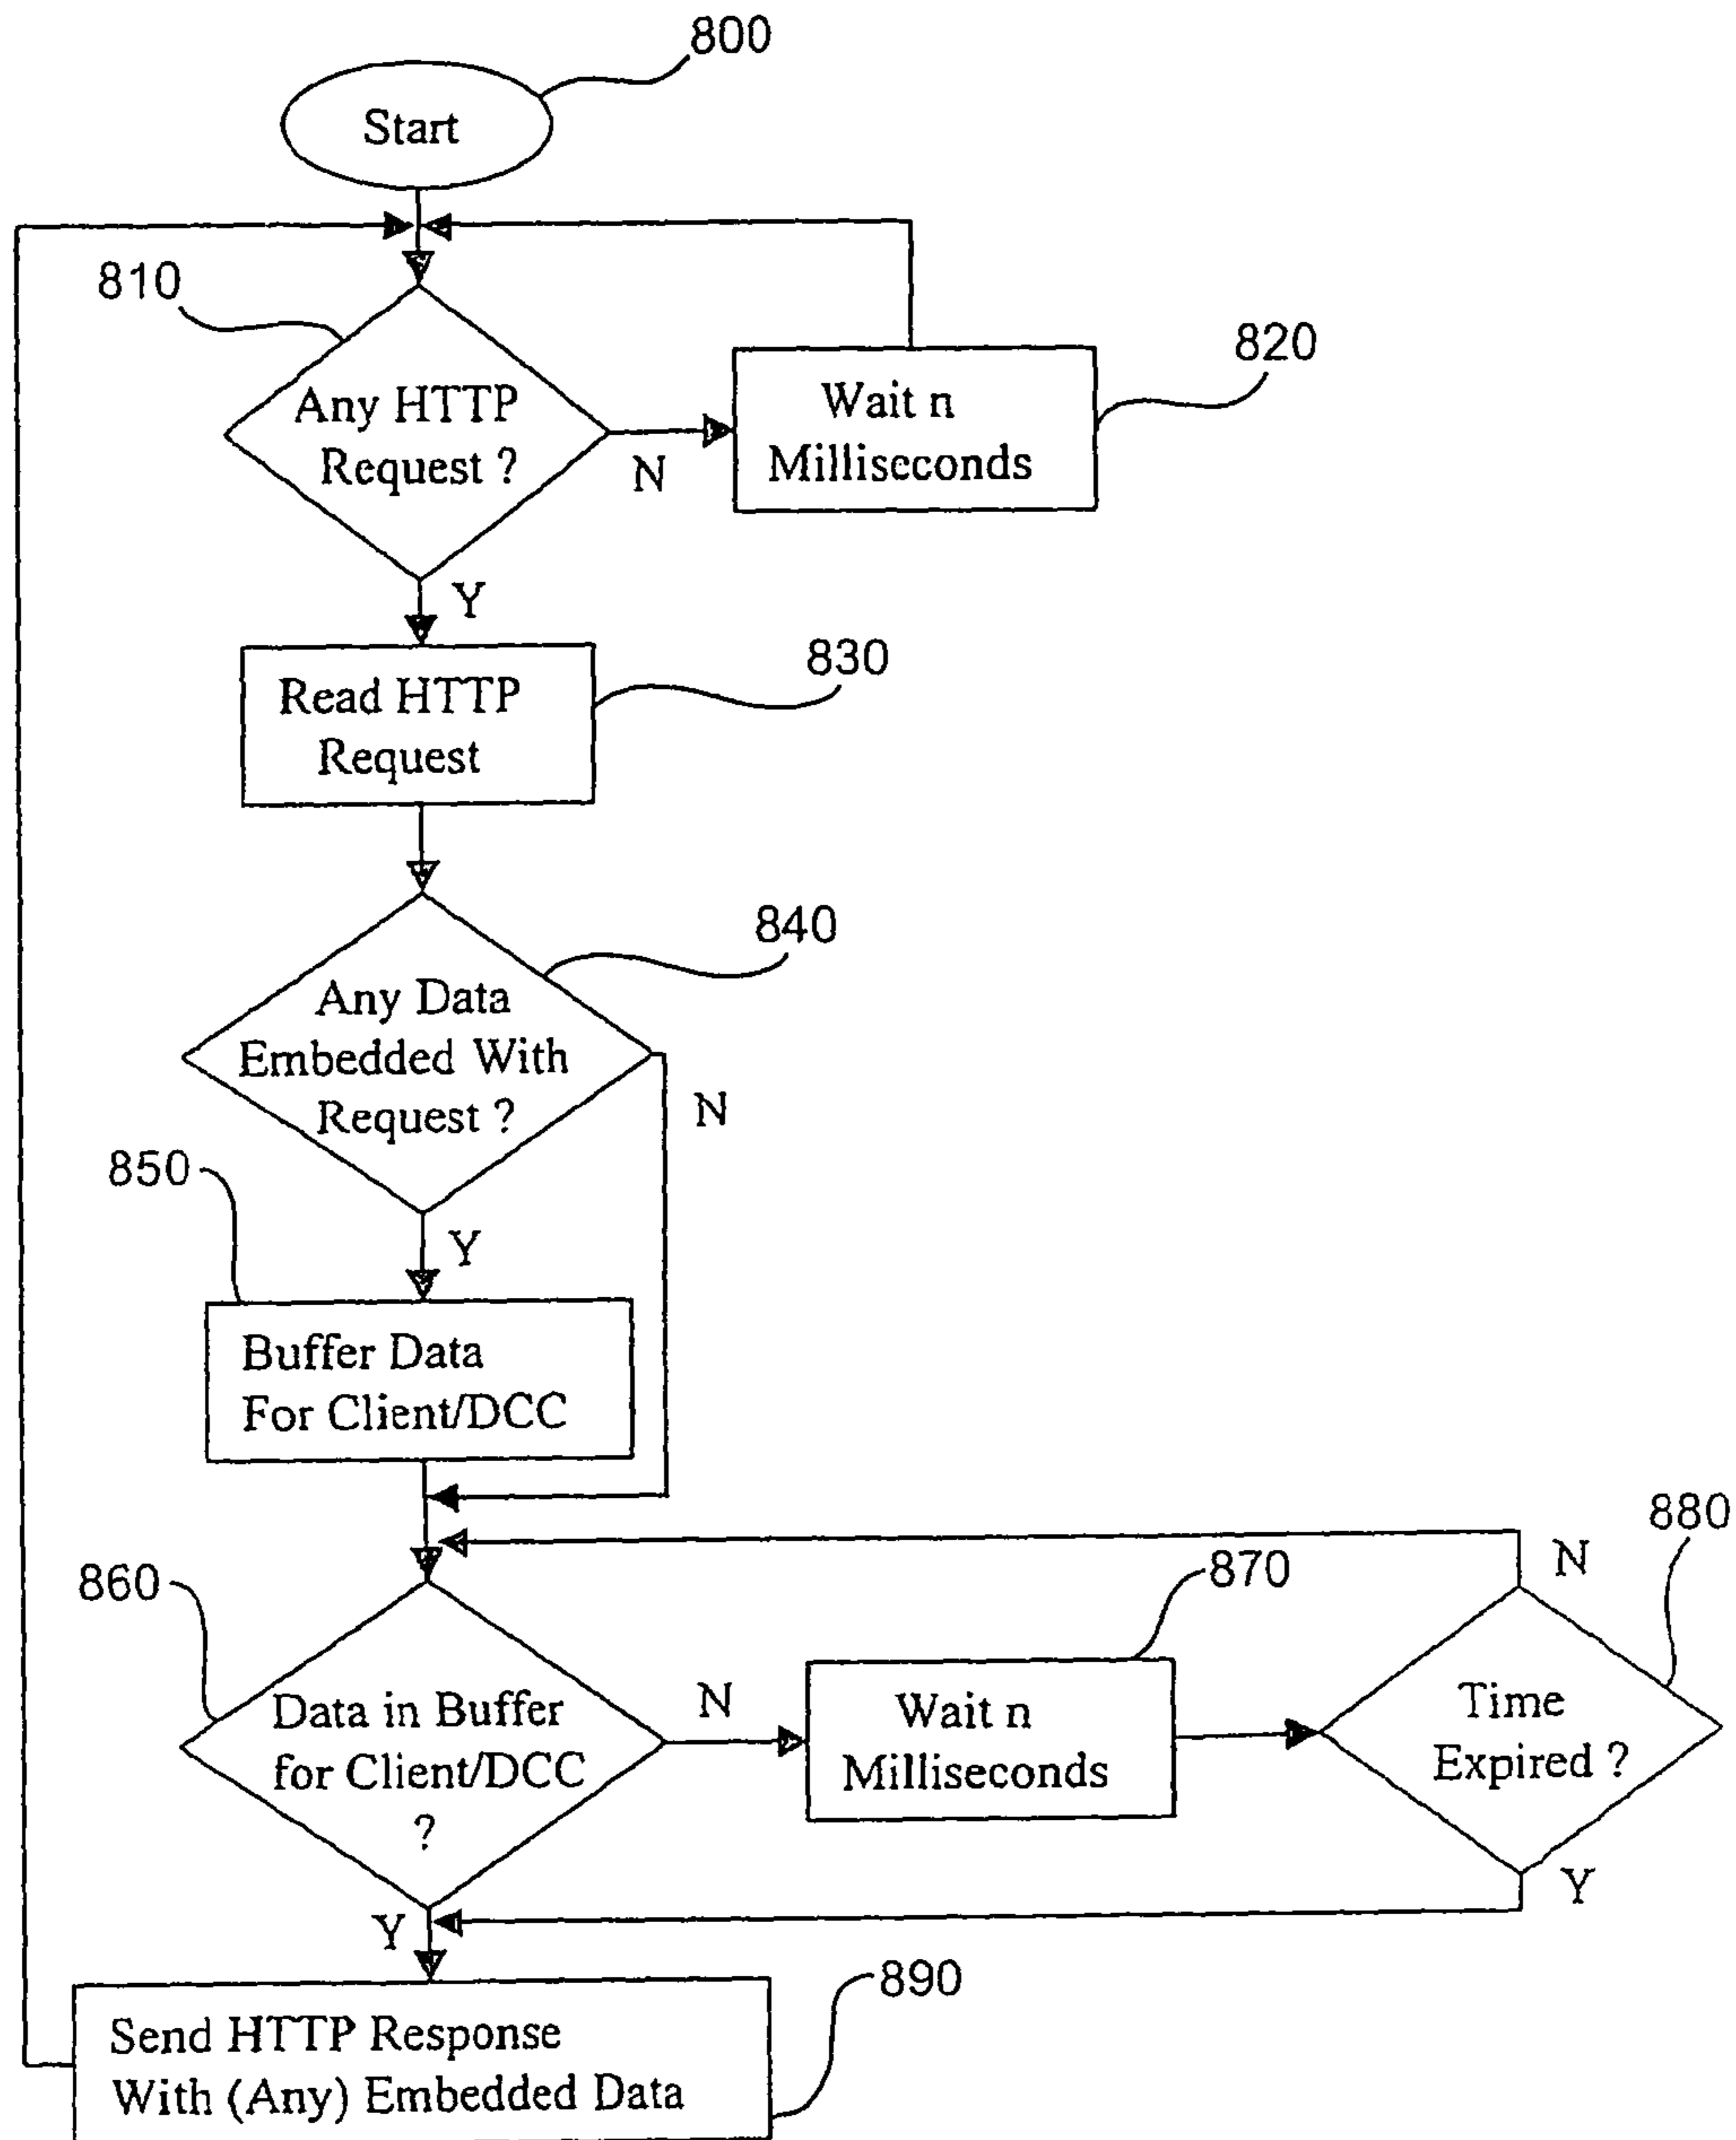 800
Start
810
Any HTTP
Request ?
N
Wait n
Milliseconds
820
Y
Read HTTP
Request
830
840
Any Data
Embedded With
Request ?
N
850
Y
Buffer Data
For Client/DCC
860
Data in Buffer
for Client/DCC
?
N
870
Wait n
Milliseconds
880
N
Time
Expired ?
Y
Y
890
Send HTTP Response
With (Any) Embedded Data